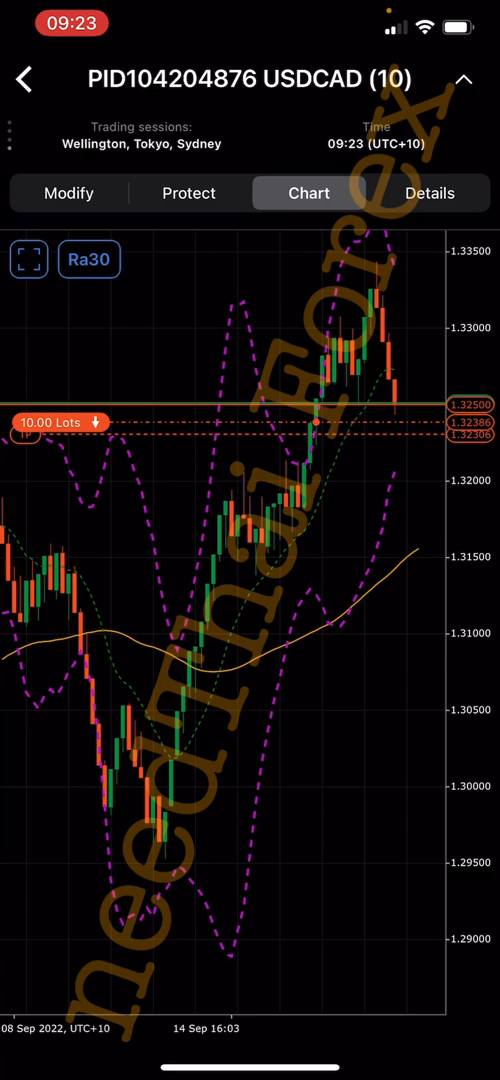 09:23
PID104204876 USDCAD (10)
Trading sessions:
Wellington, Tokyo, Sydney
Time
09:23 (UTC+10)
Modify
Protect
Chart
Details
Ra30
1.33500
1.33000
1.32500
10.00 Lots
1.32386
TP
1.32306
1.32000
1.31500
1.31000
1.30500
1.30000
1.29500
1.29000
08 Sep 2022, UTC+10
14 Sep 16:03
needThai Forex